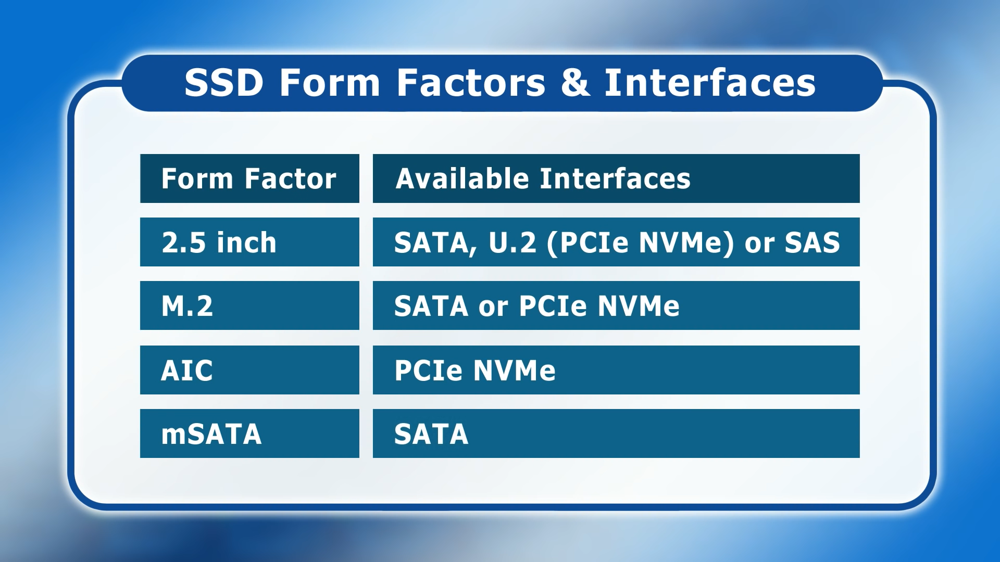 SSD Form Factors & Interfaces
Form Factor Available Interfaces
2.5 inch SATA, U.2 (PCIe NVMe) or SAS
M.2 SATA or PCIe NVMe
AIC PCIe NVMe
mSATA SATA